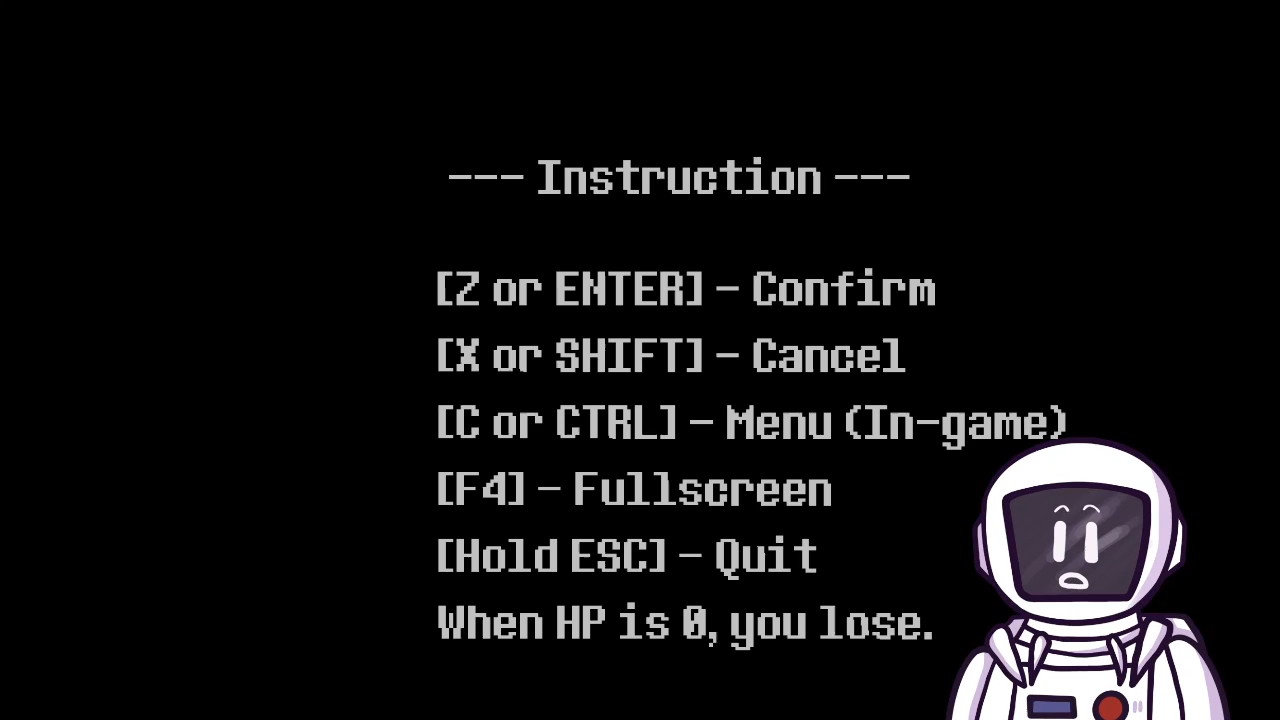 --- Instruction ---
[Z or ENTER] - Confirm
[X or SHIFT] - Cancel
[C or CTRL] - Menu (In-game)
[F4] - Fullscreen
[Hold ESC] - Quit
When HP is 0, you lose.